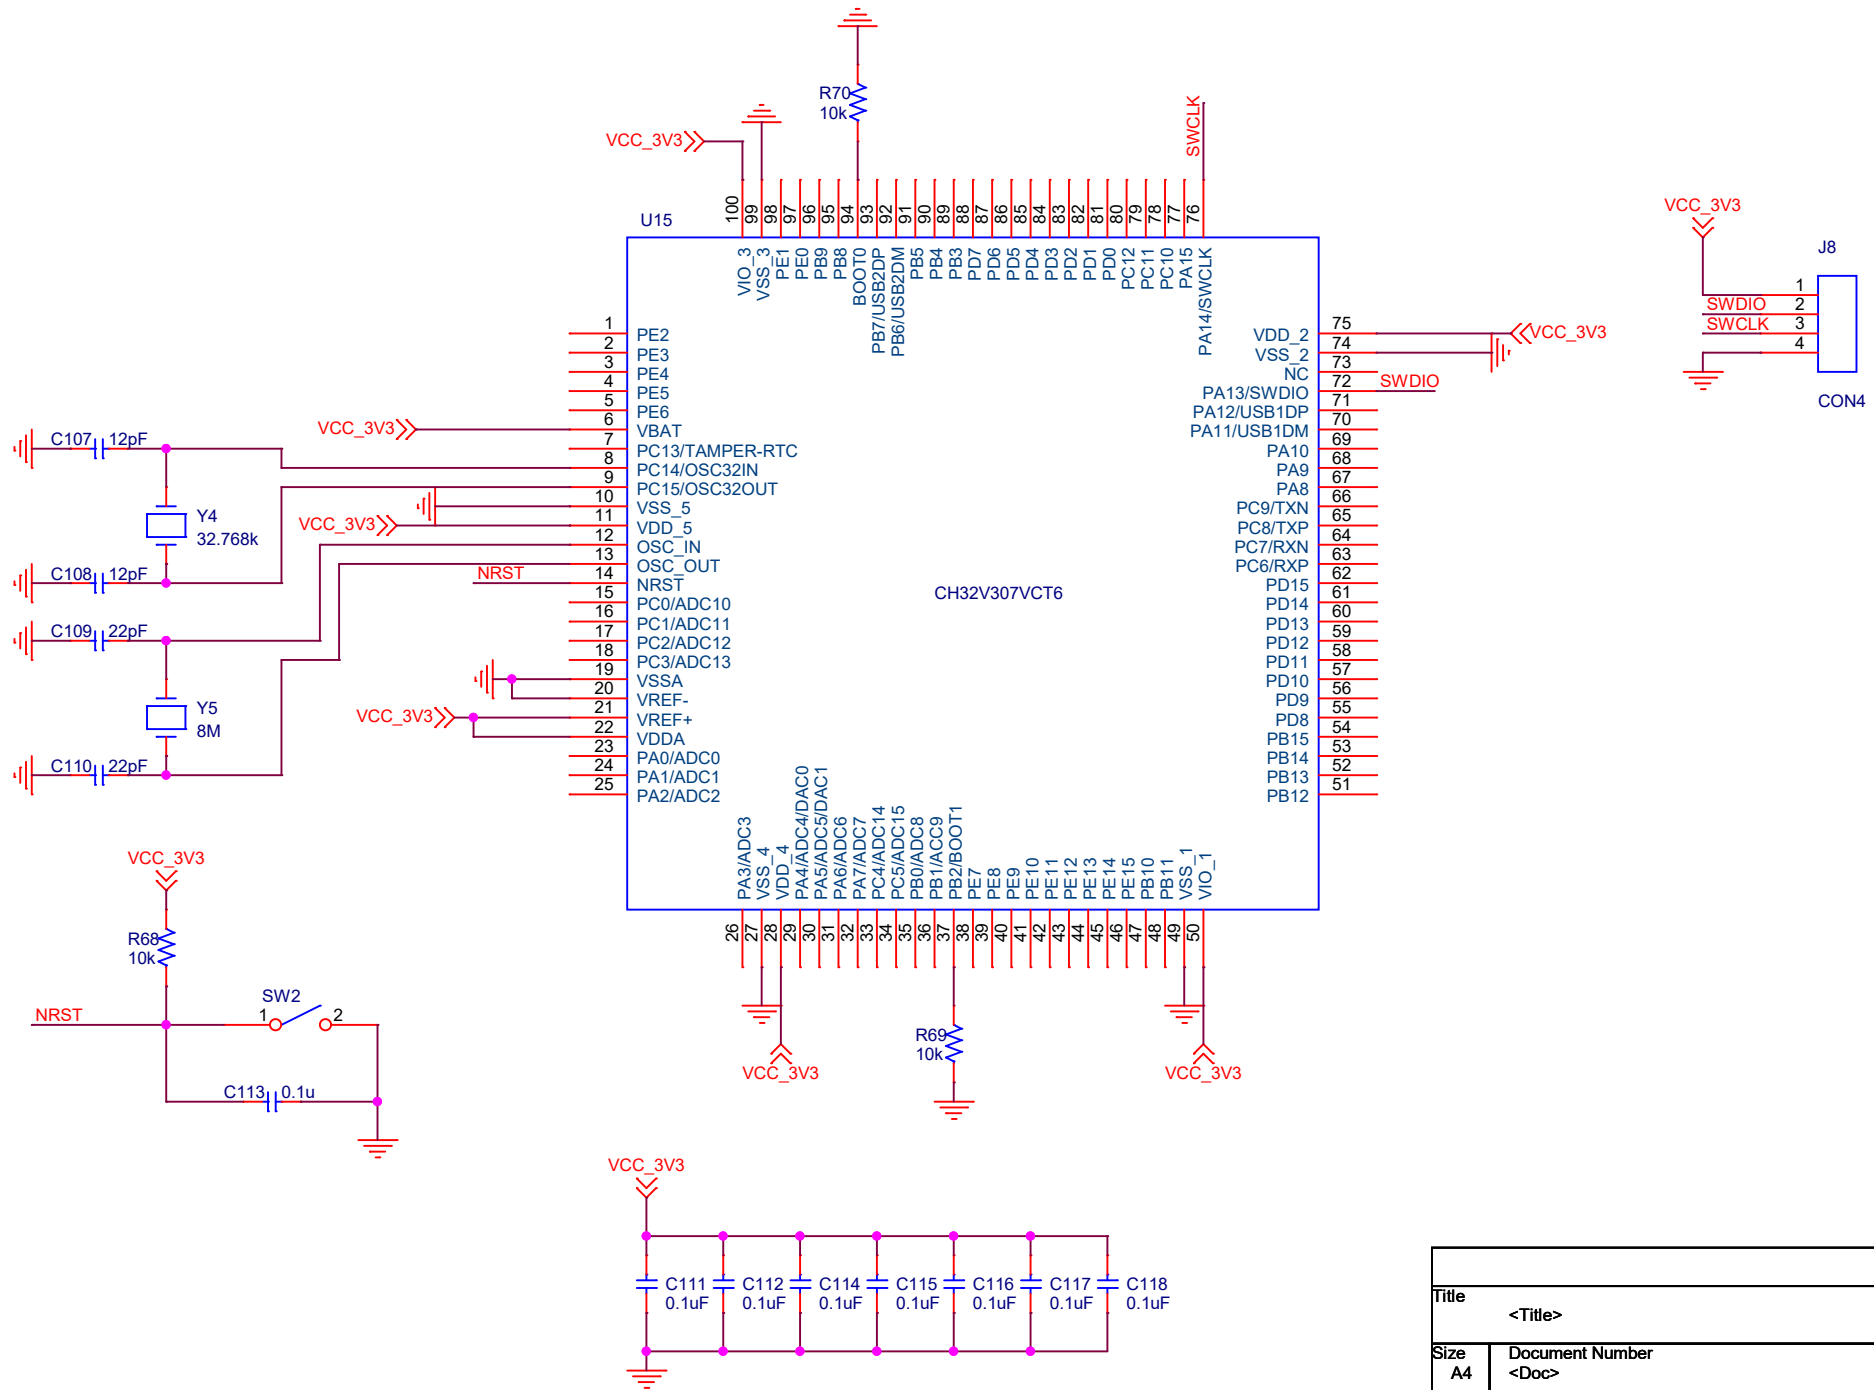 R70
10k
VCC_3V3
SWCLK
U15
100
99
98
97
96
95
94
93
92
91
90
89
88
87
86
85
84
83
82
81
80
79
78
77
76
VIO_3
VSS_3
PE1
PE0
PB9
PB8
BOOT0
PB7/USB2DP
PB6/USB2DM
PB5
PB4
PB3
PD7
PD6
PD5
PD4
PD3
PD2
PD1
PD0
PC12
PC11
PC10
PA15
PA14/SWCLK
1 PE2
2 PE3
3 PE4
4 PE5
5 PE6
VCC_3V3 6 VBAT
7 PC13/TAMPER-RTC
8 PC14/OSC32IN
9 PC15/OSC32OUT
10 VSS_5
VCC_3V3 11 VDD_5
12 OSC_IN
13 OSC_OUT
NRST 14 NRST
15 PC0/ADC10
16 PC1/ADC11
17 PC2/ADC12
18 PC3/ADC13
19 VSSA
20 VREF-
VCC_3V3 21 VREF+
22 VDDA
23 PA0/ADC0
24 PA1/ADC1
25 PA2/ADC2
C107 12pF
Y4
32.768k
C108 12pF
C109 22pF
Y5
8M
C110 22pF
CH32V307VCT6
VDD_2 75 VCC_3V3
VSS_2 74
NC 73
PA13/SWDIO 72 SWDIO
PA12/USB1DP 71
PA11/USB1DM 70
PA10 69
PA9 68
PA8 67
PC9/TXN 66
PC8/TXP 65
PC7/RXN 64
PC6/RXP 63
PD15 62
PD14 61
PD13 60
PD12 59
PD11 58
PD10 57
PD9 56
PD8 55
PB15 54
PB14 53
PB13 52
PB12 51
VCC_3V3
J8
1
SWDIO 2
SWCLK 3
4
CON4
PA3/ADC3
VSS_4
VDD_4
PA4/ADC4/DAC0
PA5/ADC5/DAC1
PA6/ADC6
PA7/ADC7
PC4/ADC14
PC5/ADC15
PB0/ADC8
PB1/ACC9
PB2/BOOT1
PE7
PE8
PE9
PE10
PE11
PE12
PE13
PE14
PE15
PB10
PB11
VSS_1
VIO_1
26
27
28
29
30
31
32
33
34
35
36
37
38
39
40
41
42
43
44
45
46
47
48
49
50
VCC_3V3
R69
10k
VCC_3V3
VCC_3V3
R68
10k
NRST
SW2
1 2
C113 0.1u
VCC_3V3
C111
0.1uF
C112
0.1uF
C114
0.1uF
C115
0.1uF
C116
0.1uF
C117
0.1uF
C118
0.1uF
Title
<Title>
Size
A4
Document Number
<Doc>